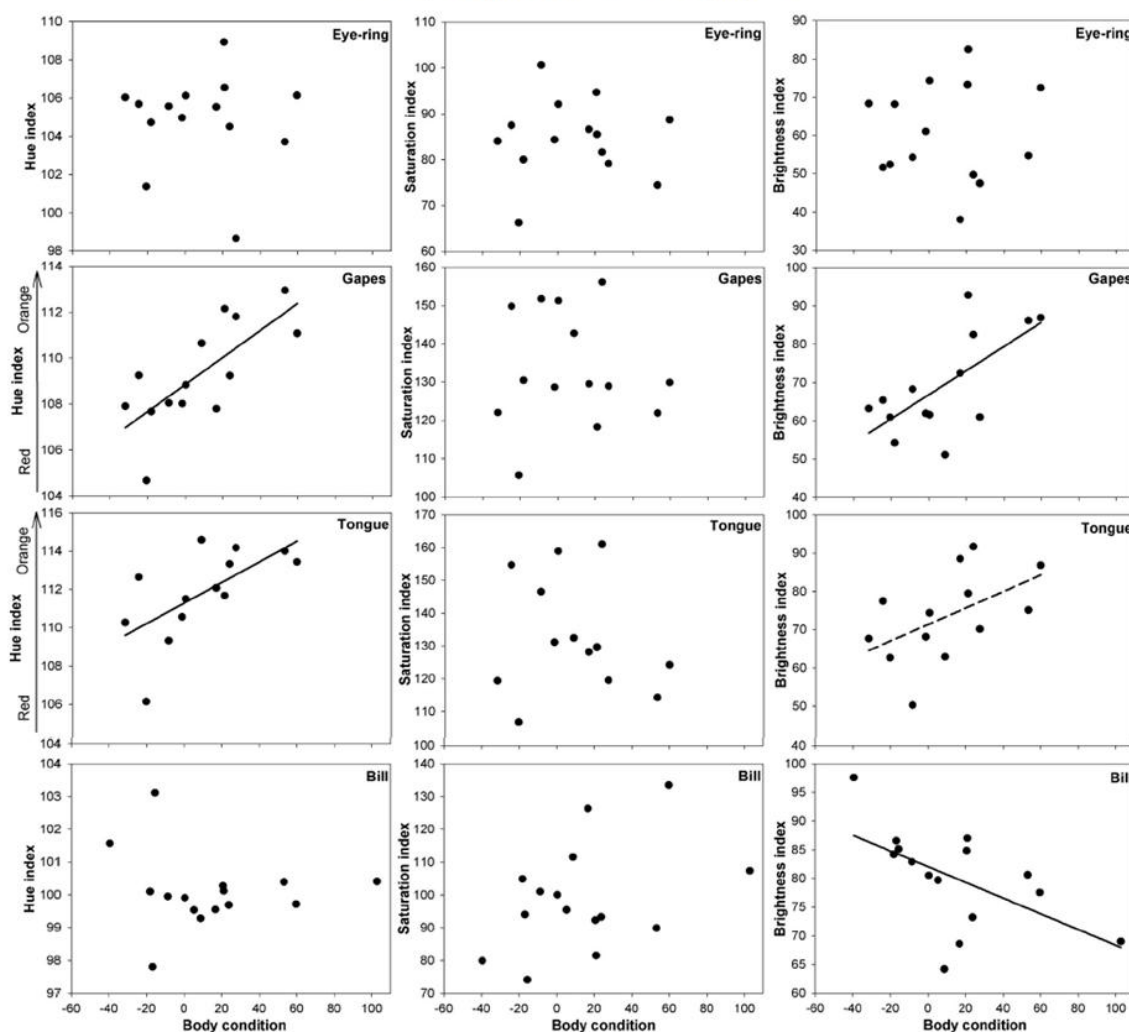 Eye-ring
Hue index
110
108
106
104
102
100
98
Eye-ring
Saturation index
110
100
90
80
70
60
Eye-ring
Brightness index
90
80
70
60
50
40
30
Gapes
Orange
Hue index
Red
114
112
110
108
106
104
Gapes
Saturation index
160
150
140
130
120
110
100
Gapes
Brightness index
100
90
80
70
60
50
40
Tongue
Orange
Hue index
Red
116
114
112
110
108
106
104
Tongue
Saturation index
170
160
150
140
130
120
110
100
Tongue
Brightness index
100
90
80
70
60
50
40
Bill
Hue index
104
103
102
101
100
99
98
97
-60 -40 -20 0 20 40 60 80 100
Body condition
Bill
Saturation index
140
130
120
110
100
90
80
70
-60 -40 -20 0 20 40 60 80 100
Body condition
Bil
Brightness index
100
95
90
85
80
75
70
65
60
-60 -40 -20 0 20 40 60 80 100
Body condition